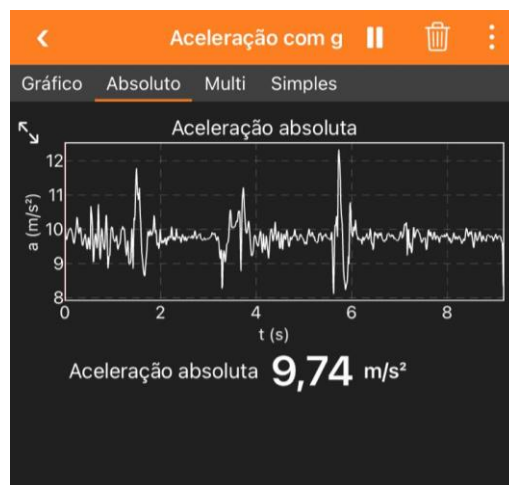 Aceleração com g
Gráfico Absoluto Multi Simples
Aceleração absoluta
12
11
10
9
8
a (m/s²)
0 2 4 6 8
t (s)
Aceleração absoluta 9,74 m/s²